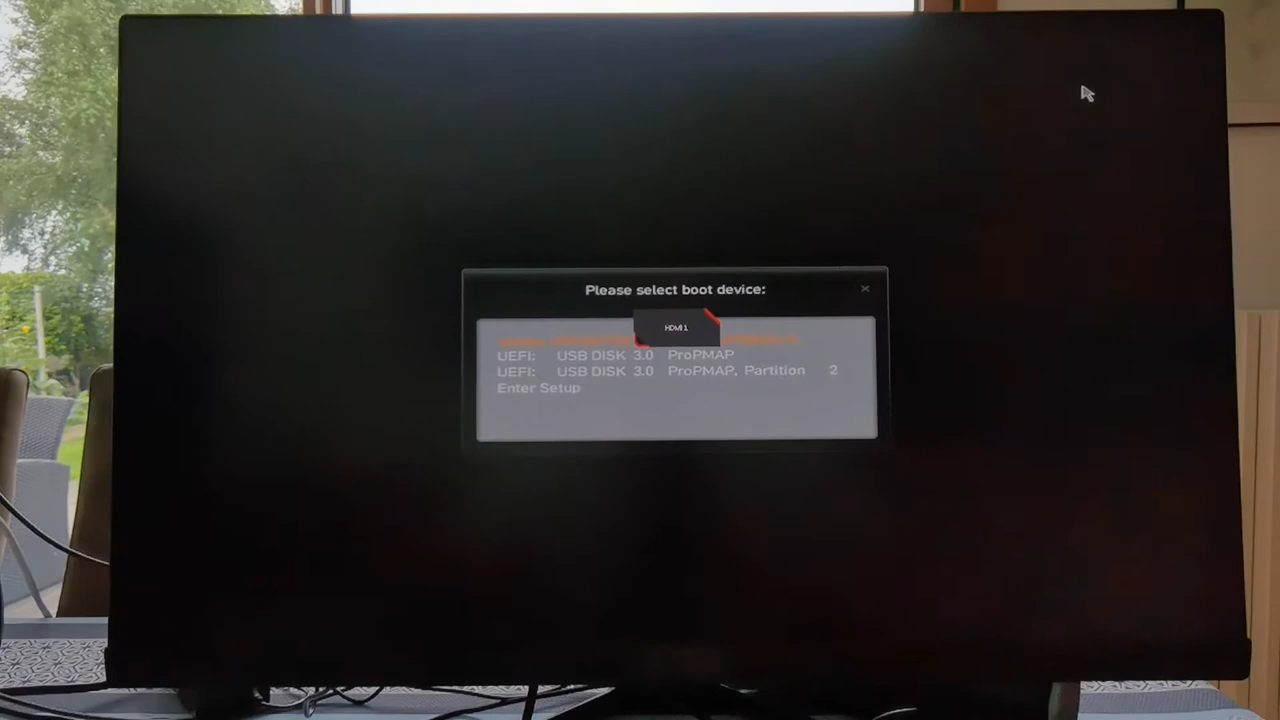 Please select boot device:
HDMI 1
UEFI: USB DISK 3.0 ProPMAP
UEFI: USB DISK 3.0 ProPMAP, Partition 2
Enter Setup